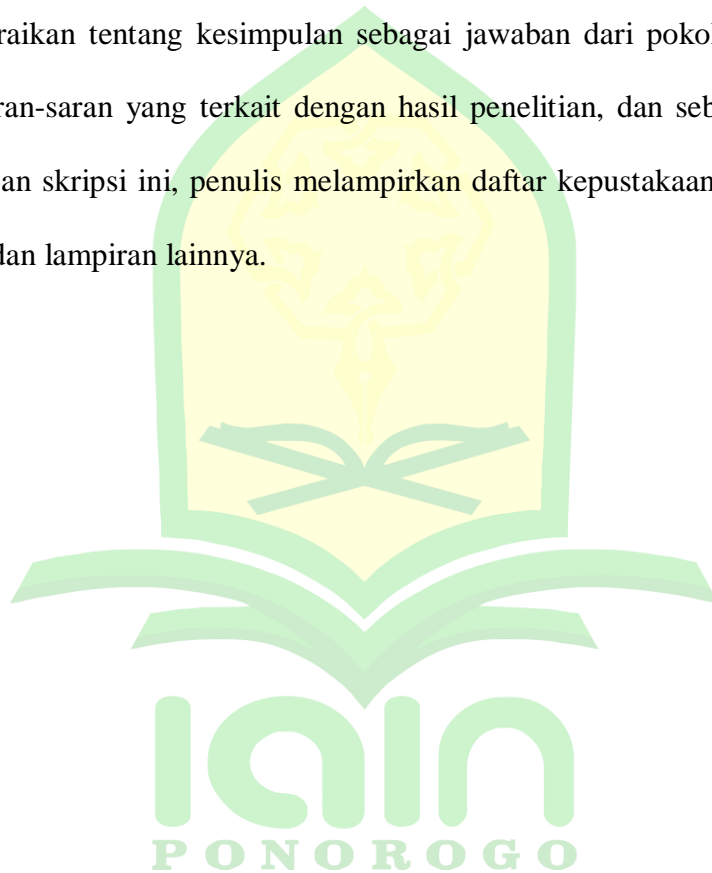 raikan tentang kesimpulan sebagai jawaban dari pokok
ran-saran yang terkait dengan hasil penelitian, dan seb
an skripsi ini, penulis melampirkan daftar kepustakaan
dan lampiran lainnya.
iain
PONOROGO